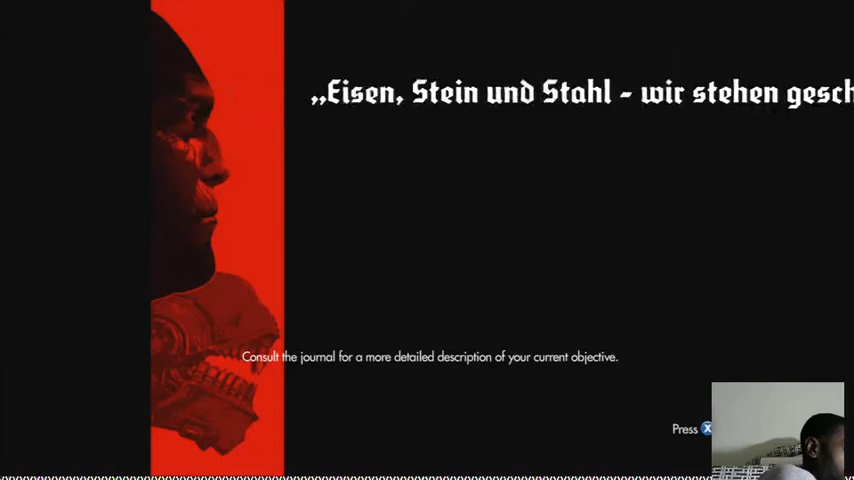 „Eisen, Stein und Stahl - wir stehen gesch
Consult the journal for a more detailed description of your current objective.
Press X